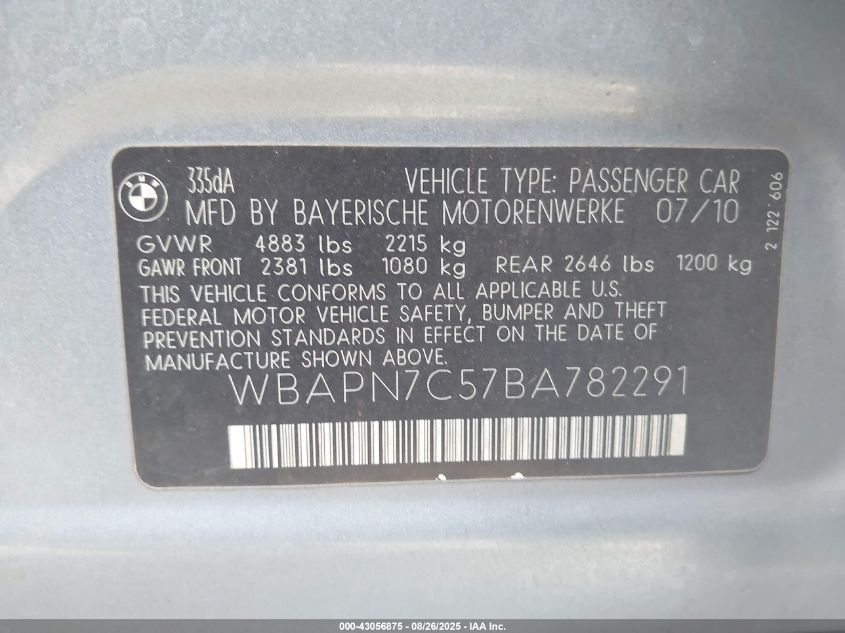 BMW
335dA VEHICLE TYPE: PASSENGER CAR
MFD BY BAYERISCHE MOTORENWERKE 07/10
GVWR 4883 lbs 2215 kg
GAWR FRONT 2381 lbs 1080 kg REAR 2646 lbs 1200 kg
THIS VEHICLE CONFORMS TO ALL APPLICABLE U.S.
FEDERAL MOTOR VEHICLE SAFETY, BUMPER AND THEFT
PREVENTION STANDARDS IN EFFECT ON THE DATE OF
MANUFACTURE SHOWN ABOVE.
WBAPN7C57BA782291
2 122 606
000-43056875 - 08/26/2025 - IAA Inc.